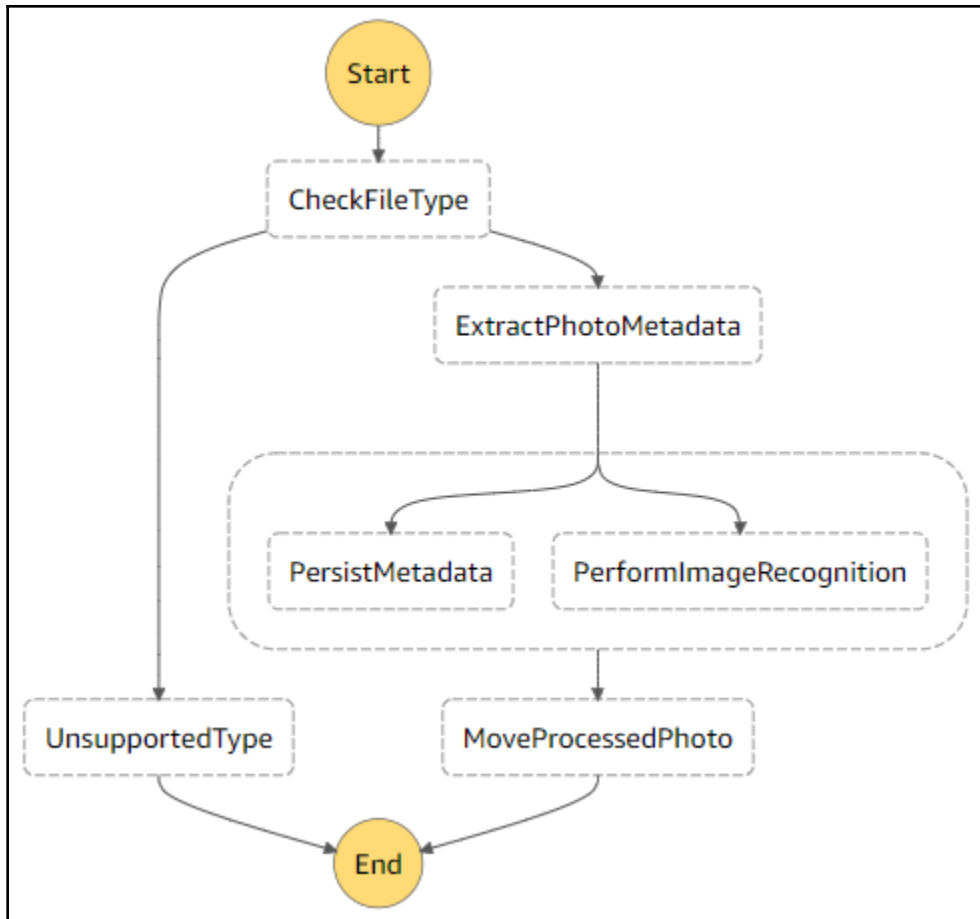 Start
CheckFileType
ExtractPhotoMetadata
PersistMetadata
PerformImageRecognition
UnsupportedType
MoveProcessedPhoto
End